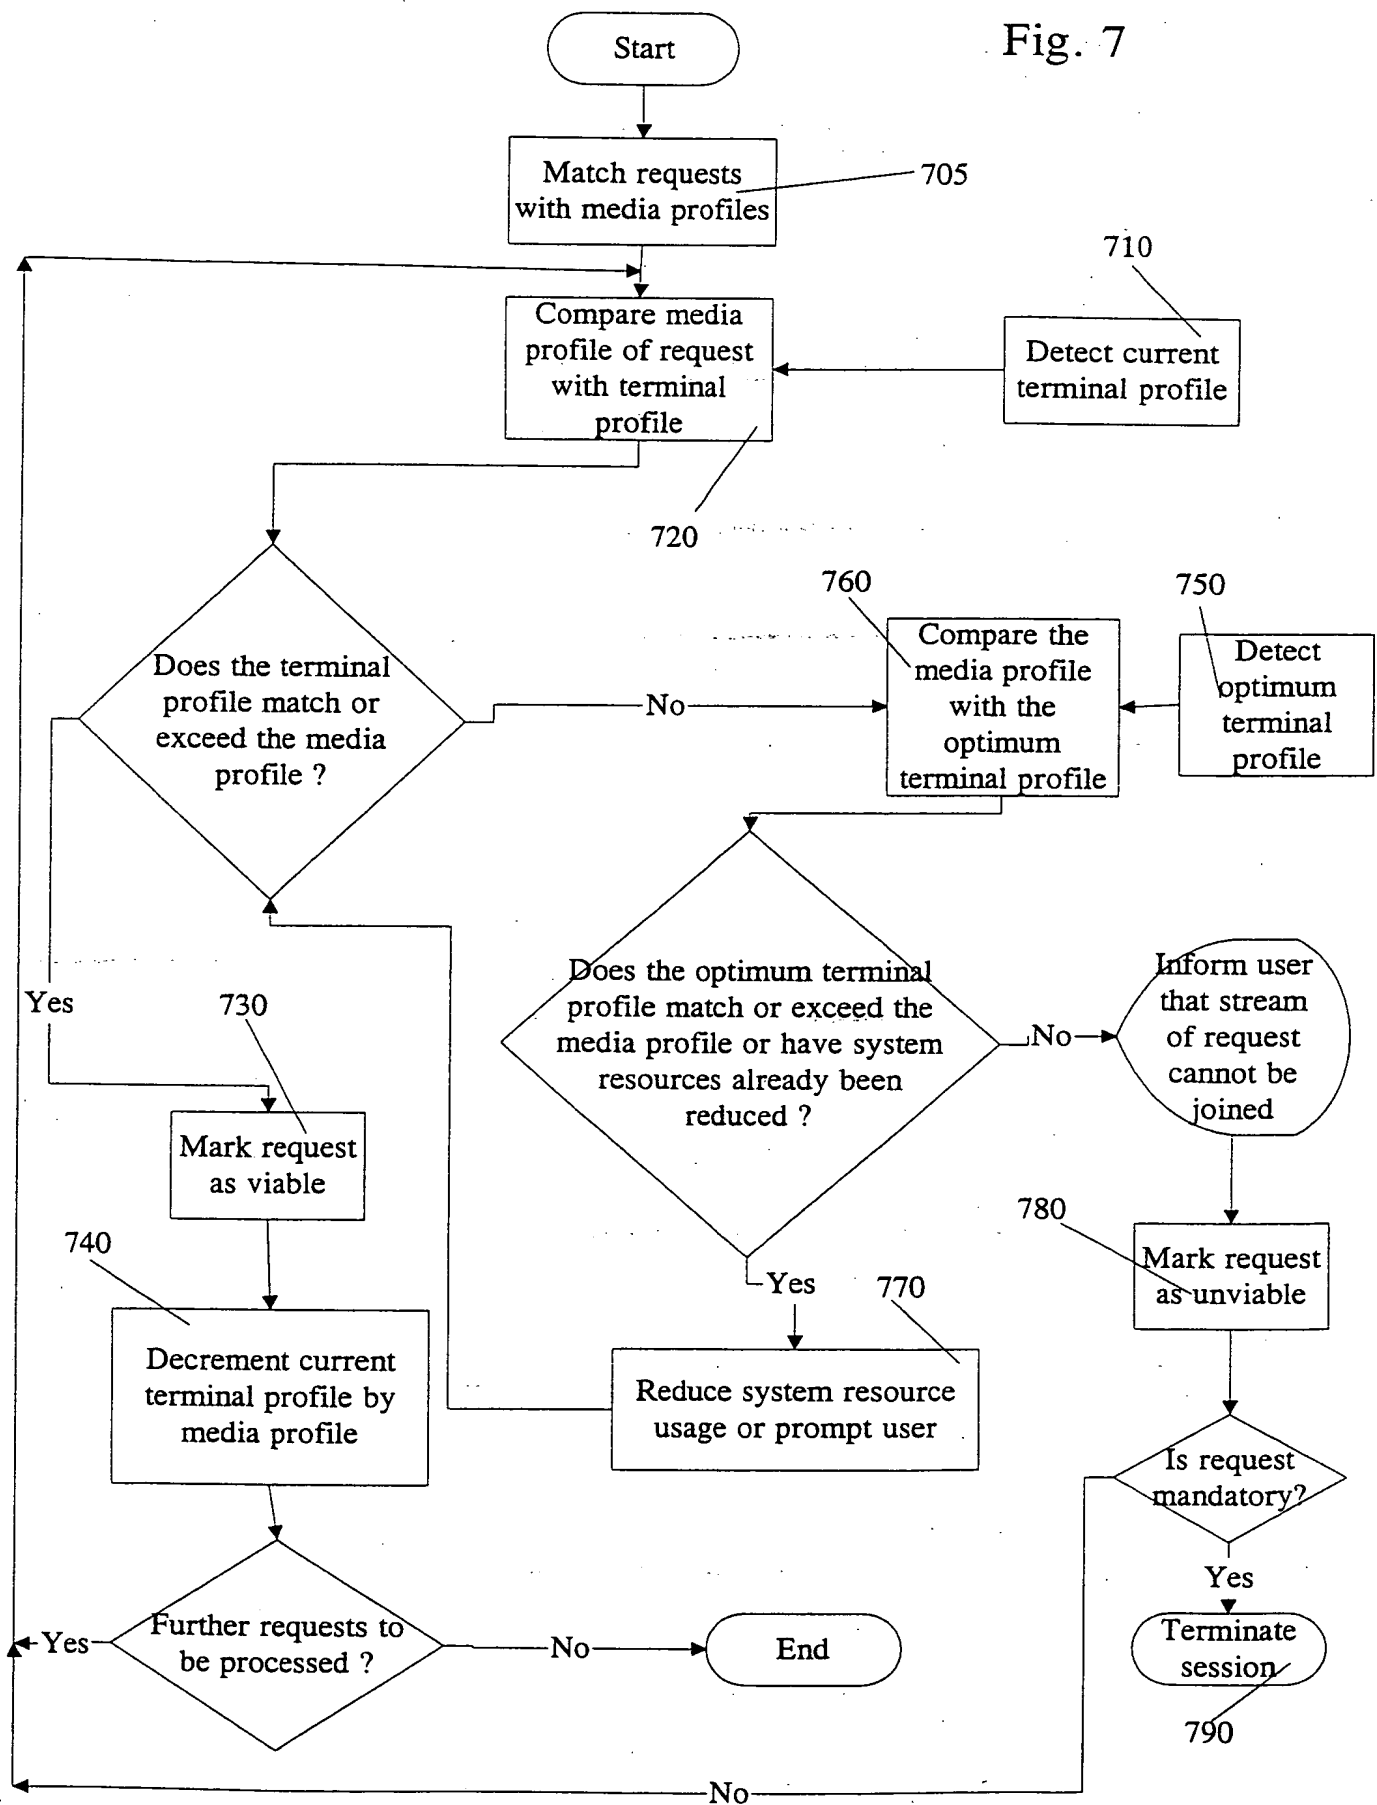 Fig. 7
Start
Match requests
with media profiles
705
710
Compare media
profile of request
with terminal
profile
Detect current
terminal profile
720
760
750
Does the terminal
profile match or
exceed the media
profile ?
No
Compare the
media profile
with the
optimum
terminal profile
Detect
optimum
terminal
profile
Yes
730
Does the optimum terminal
profile match or exceed the
media profile or have system
resources already been
reduced ?
No
Inform user
that stream
of request
cannot be
joined
Mark request
as viable
780
740
Yes
770
Mark request
as unviable
Decrement current
terminal profile by
media profile
Reduce system resource
usage or prompt user
Is request
mandatory?
Yes
Further requests to
be processed ?
Yes
No
End
Terminate
session
790
No